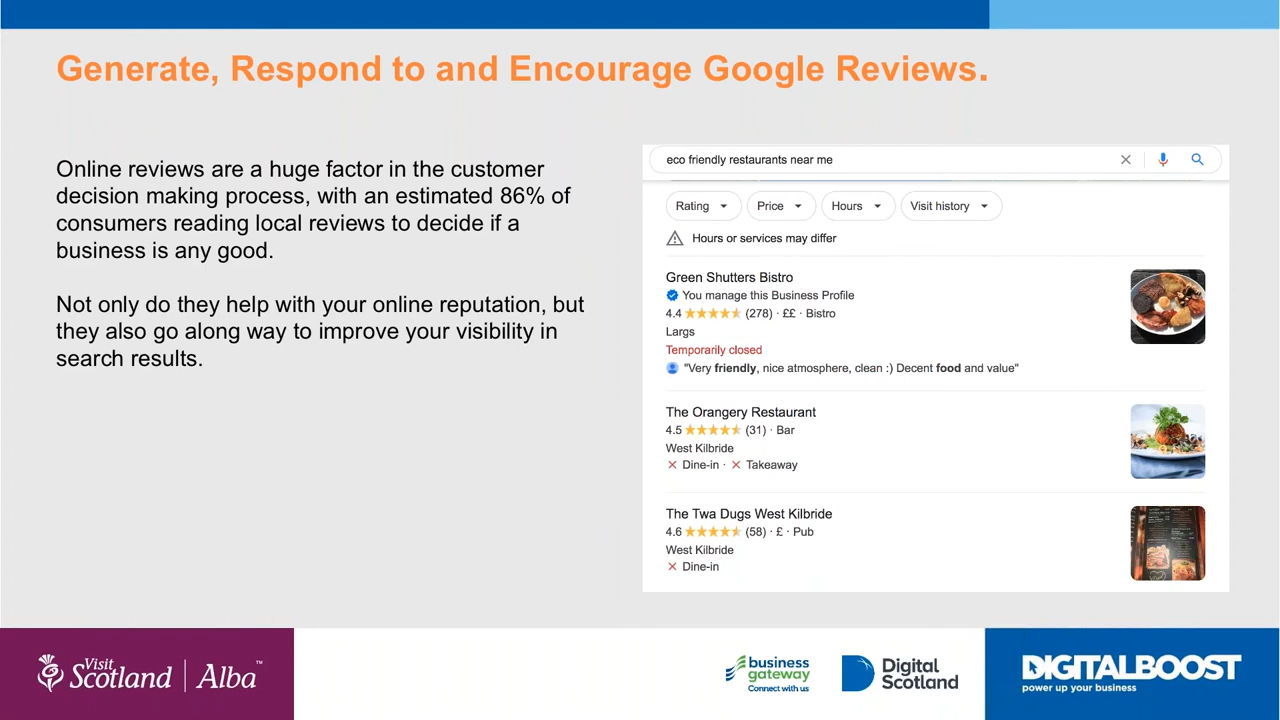 Generate, Respond to and Encourage Google Reviews.
Online reviews are a huge factor in the customer
decision making process, with an estimated 86% of
consumers reading local reviews to decide if a
business is any good.
Not only do they help with your online reputation, but
they also go along way to improve your visibility in
search results.
eco friendly restaurants near me
Rating Price Hours Visit history
Hours or services may differ
Green Shutters Bistro
You manage this Business Profile
4.4 ★★★★★ (278) · ££ · Bistro
Largs
Temporarily closed
"Very friendly, nice atmosphere, clean :) Decent food and value"
The Orangery Restaurant
4.5 ★★★★★ (31) · Bar
West Kilbride
✕ Dine-in · ✕ Takeaway
The Twa Dugs West Kilbride
4.6 ★★★★★ (58) · £ · Pub
West Kilbride
✕ Dine-in
Visit
Scotland | Alba™
business
gateway
Connect with us
Digital
Scotland
DIGITALBOOST
power up your business